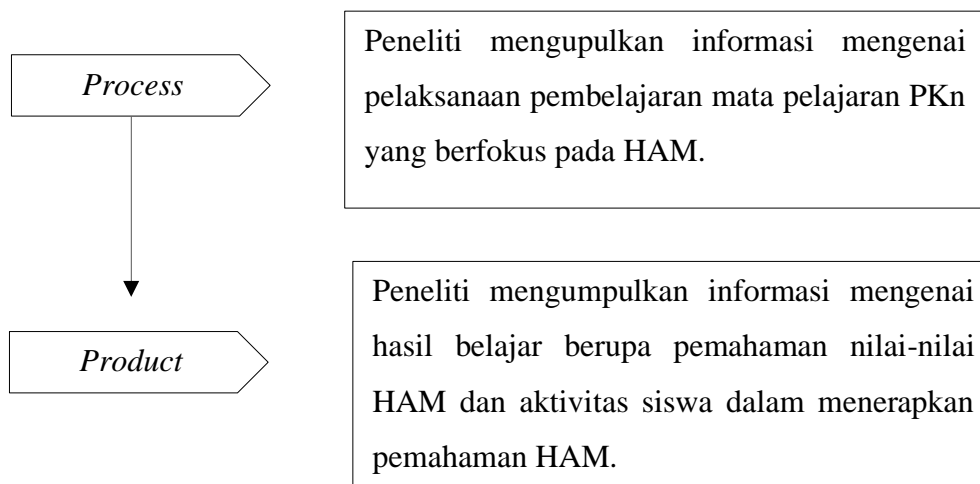 Process
Peneliti mengupulkan informasi mengenai
pelaksanaan pembelajaran mata pelajaran PKn
yang berfokus pada HAM.
Product
Peneliti mengumpulkan informasi mengenai
hasil belajar berupa pemahaman nilai-nilai
HAM dan aktivitas siswa dalam menerapkan
pemahaman HAM.